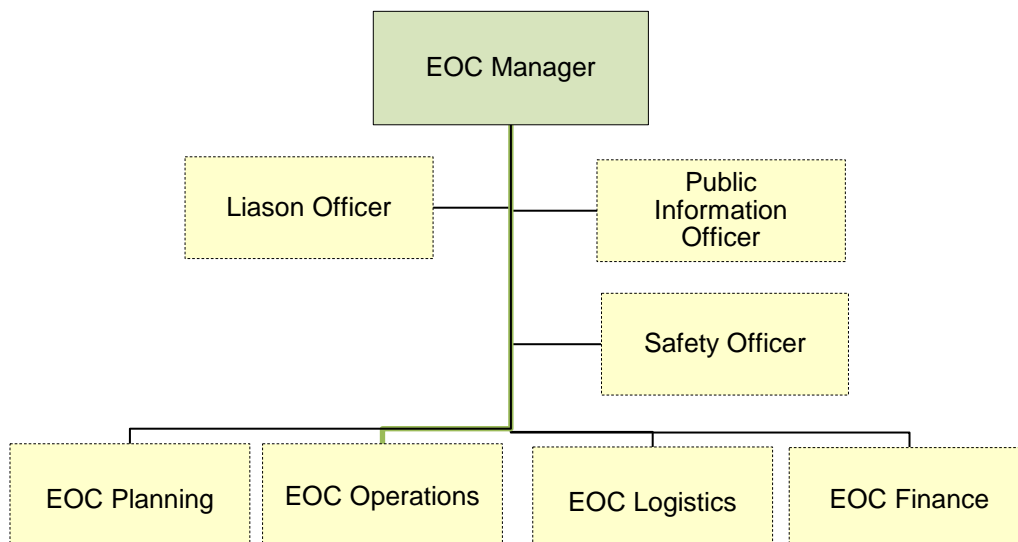 EOC Manager
Liason Officer
Public
Information
Officer
Safety Officer
EOC Planning
EOC Operations
EOC Logistics
EOC Finance